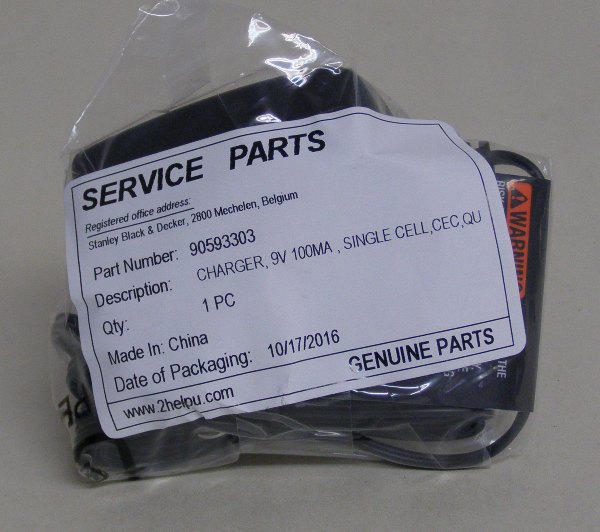 SERVICE PARTS
Registered office address:
Stanley Black & Decker, 2800 Mechelen, Belgium
Part Number: 90593303
Description: CHARGER, 9V 100MA , SINGLE CELL,CEC,QU
Qty: 1 PC
Made In: China
Date of Packaging: 10/17/2016
www.2helpu.com GENUINE PARTS
WARNING
THE